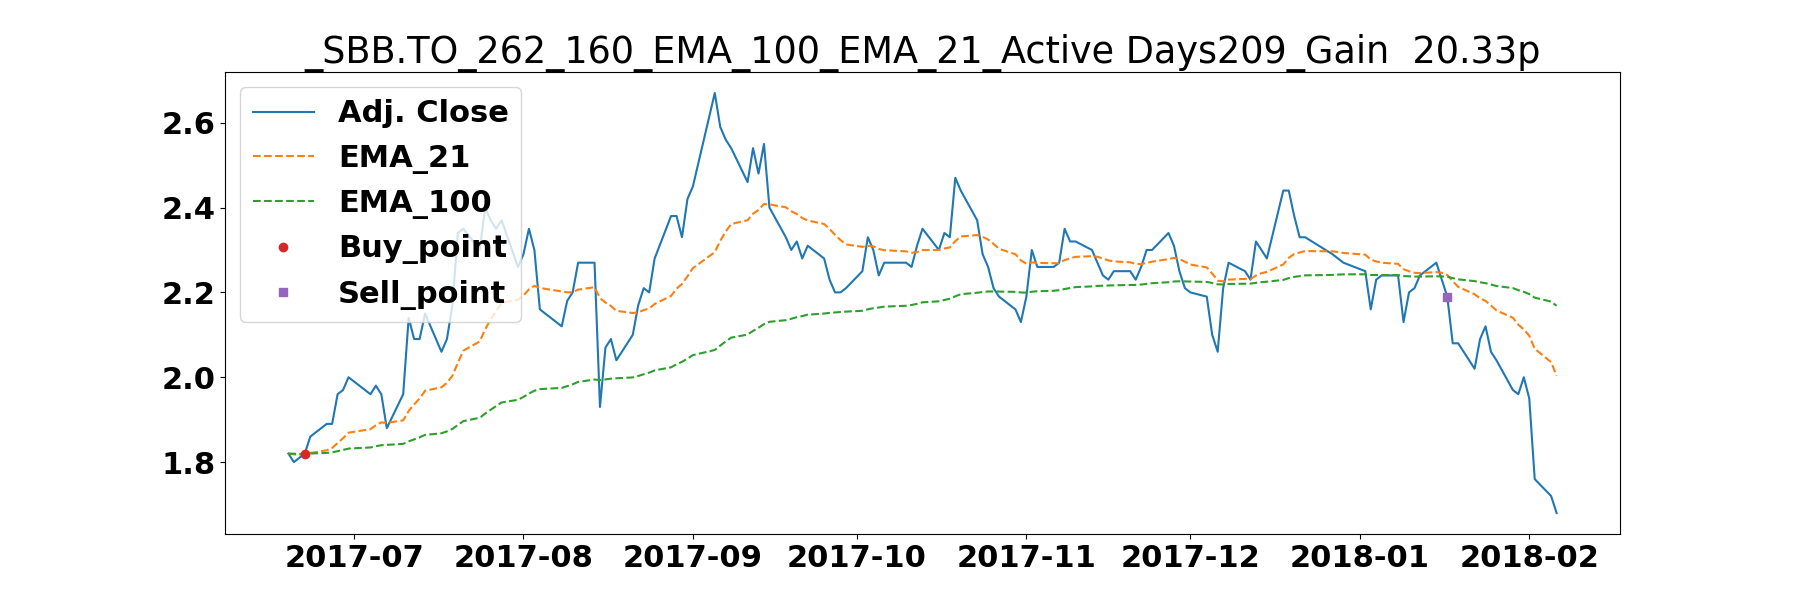 _SBB.TO_262_160_EMA_100_EMA_21_Active Days209_Gain  20.33p
Adj. Close
EMA_21
EMA_100
Buy_point
Sell_point
2.6
2.4
2.2
2.0
1.8
2017-07 2017-08 2017-09 2017-10 2017-11 2017-12 2018-01 2018-02